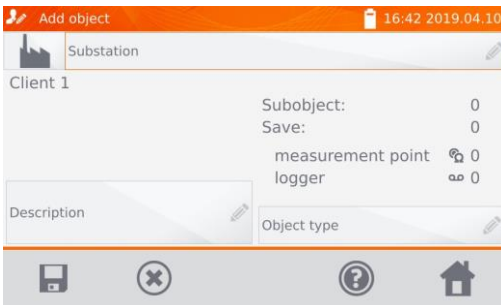 Add object 16:42 2019.04.10
Substation
Client 1
Subobject: 0
Save: 0
measurement point 0
logger 0
Description
Object type